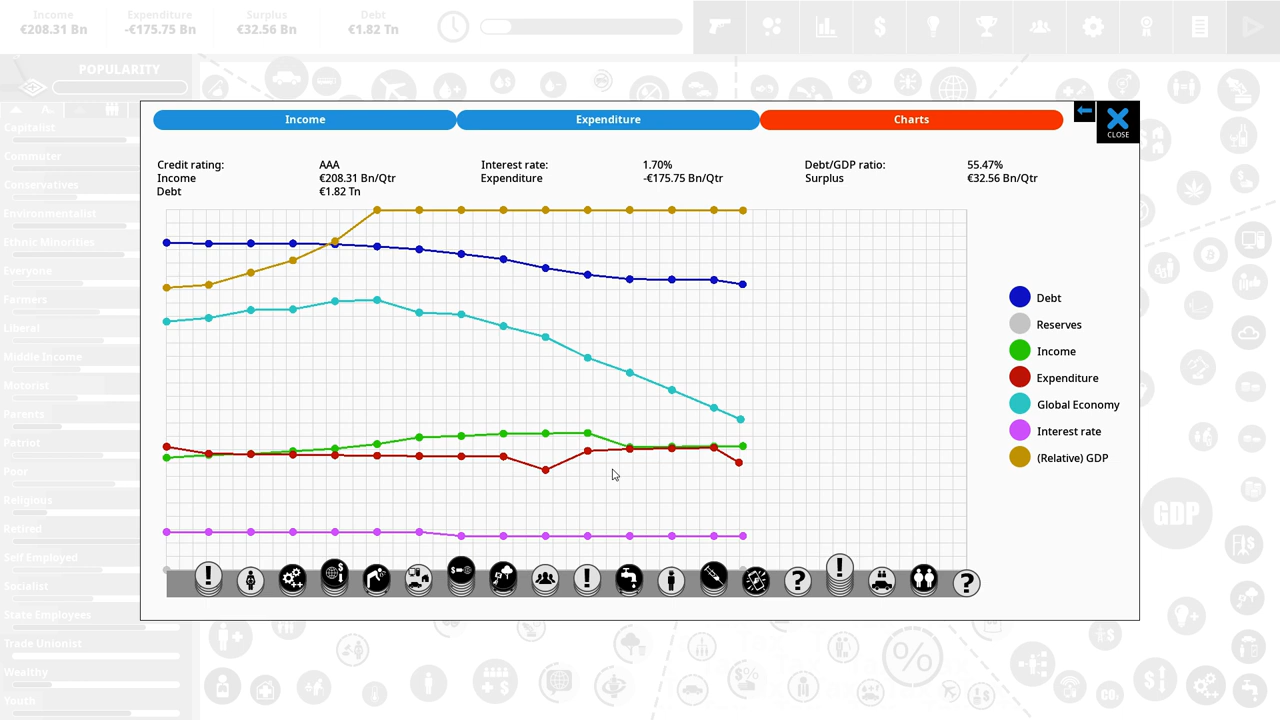 Income Expenditure Surplus Debt
€208.31 Bn -€175.75 Bn €32.56 Bn €1.82 Tn
POPULARITY
Capitalist
Commuter
Conservatives
Environmentalist
Ethnic Minorities
Everyone
Farmers
Liberal
Middle Income
Motorist
Parents
Patriot
Poor
Religious
Retired
Self Employed
Socialist
State Employees
Trade Unionist
Wealthy
Youth
Income Expenditure Charts
CLOSE
Credit rating: AAA Interest rate: 1.70% Debt/GDP ratio: 55.47%
Income €208.31 Bn/Qtr Expenditure -€175.75 Bn/Qtr Surplus €32.56 Bn/Qtr
Debt €1.82 Tn
Debt
Reserves
Income
Expenditure
Global Economy
Interest rate
(Relative) GDP
GDP